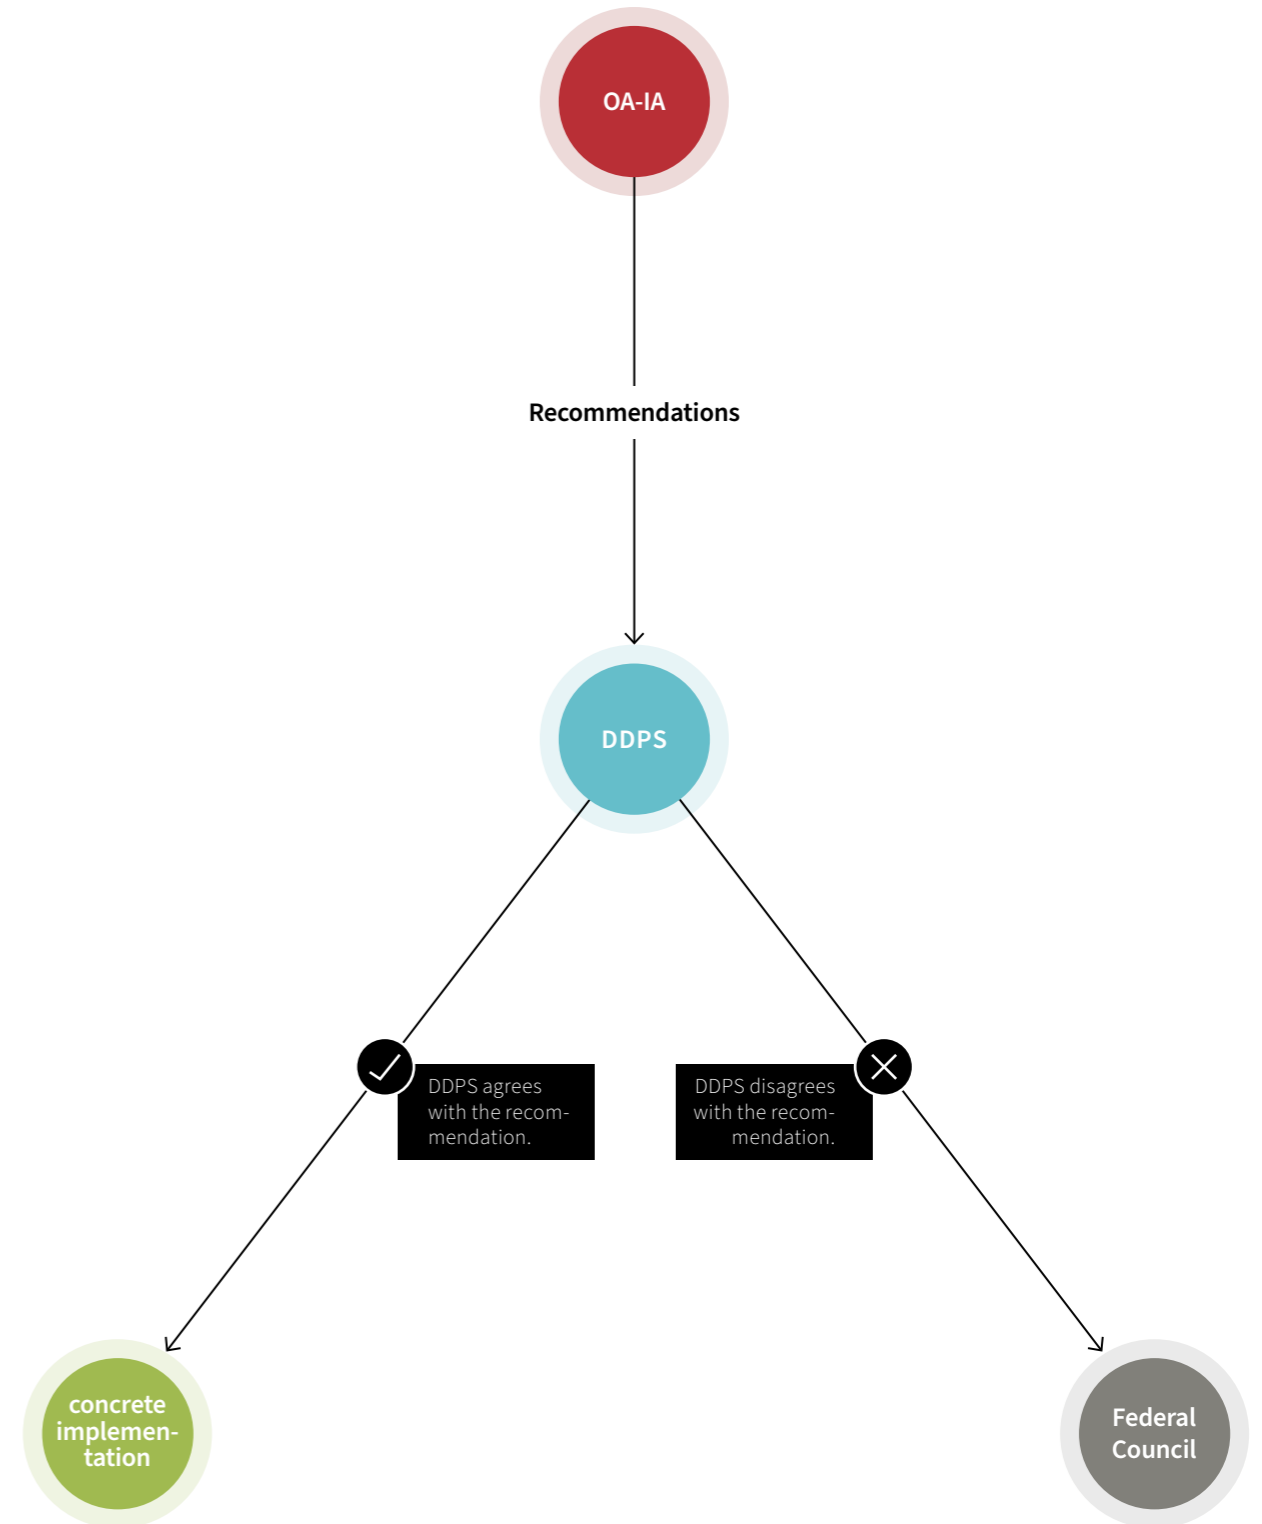 OA-IA
Recommendations
DDPS
DDPS agrees
with the recom-
mendation.
DDPS disagrees
with the recom-
mendation.
concrete
implemen-
tation
Federal
Council